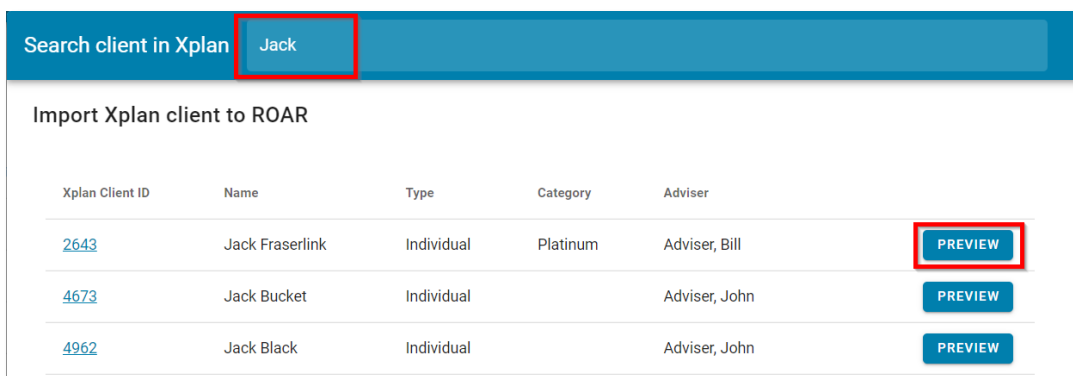 Search client in Xplan Jack
Import Xplan client to ROAR
Xplan Client ID Name Type Category Adviser
2643 Jack Fraserlink Individual Platinum Adviser, Bill PREVIEW
4673 Jack Bucket Individual Adviser, John PREVIEW
4962 Jack Black Individual Adviser, John PREVIEW